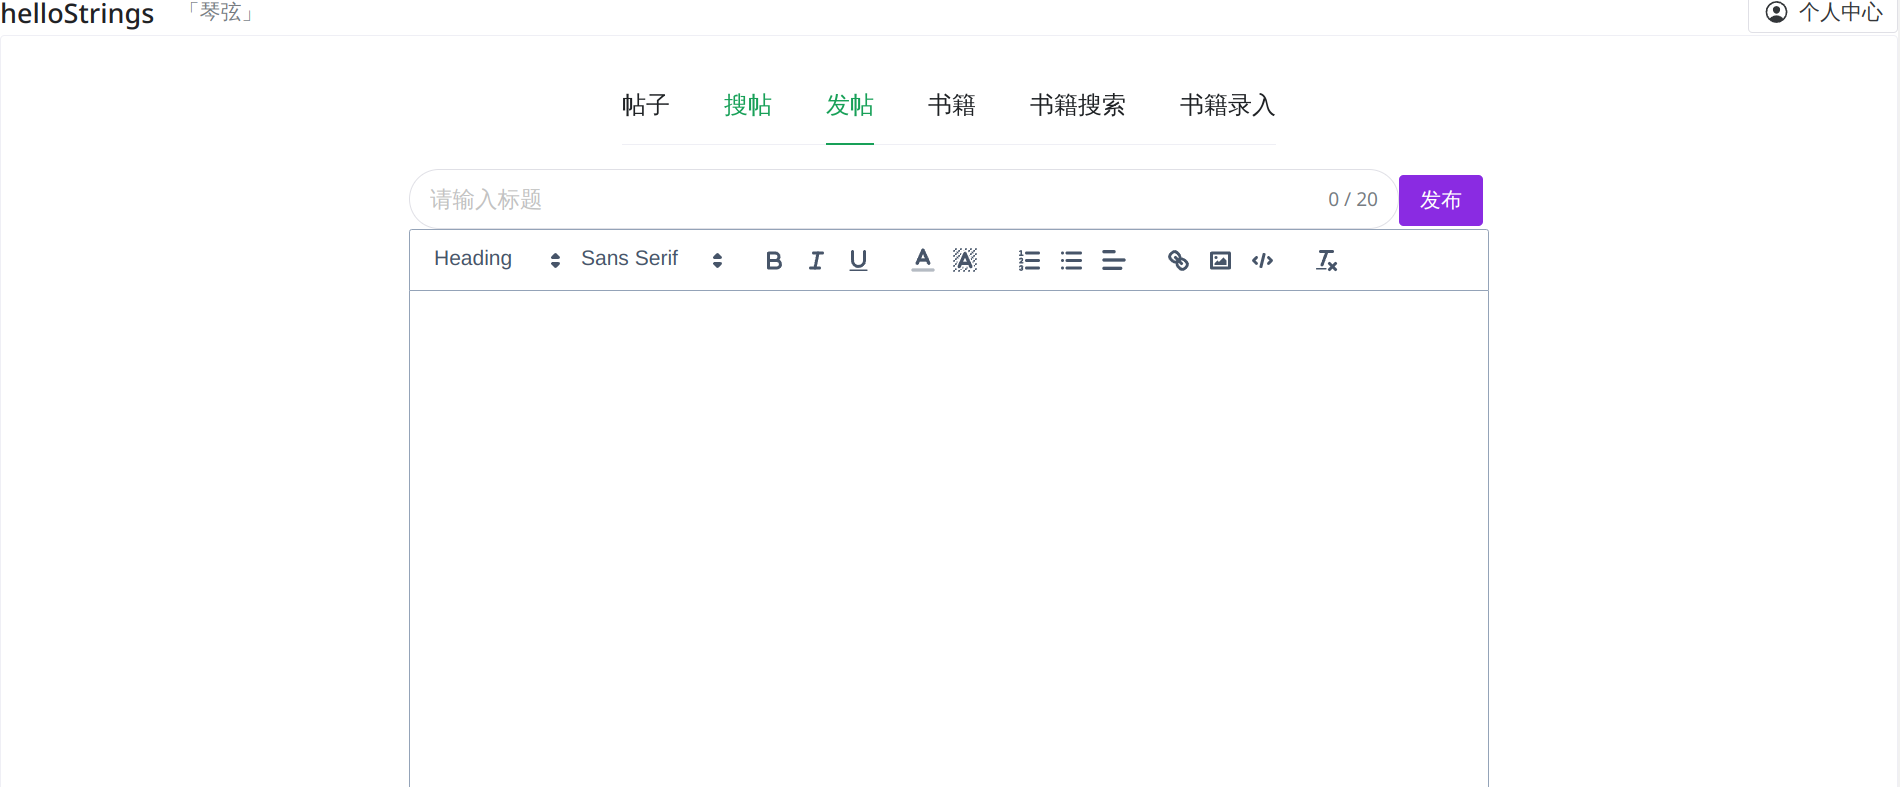 helloStrings 「琴弦」 个人中心
帖子 搜帖 发帖 书籍 书籍搜索 书籍录入
请输入标题 0 / 20 发布
Heading Sans Serif